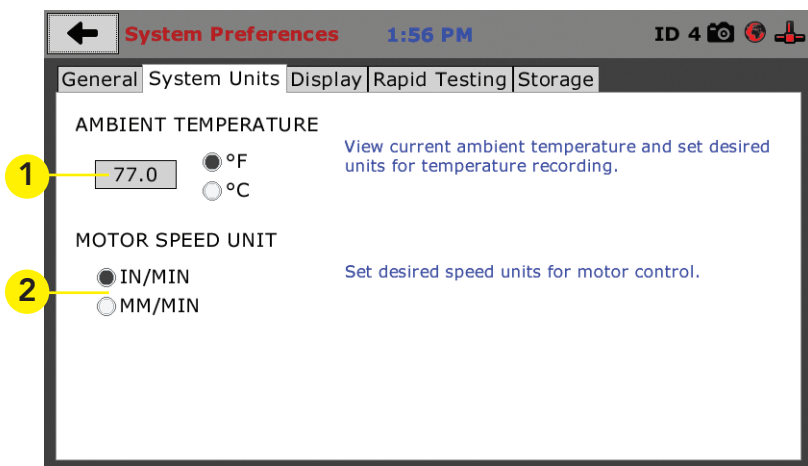 System Preferences 1:56 PM ID 4
General System Units Display Rapid Testing Storage
AMBIENT TEMPERATURE
View current ambient temperature and set desired
units for temperature recording.
1
77.0
°F
°C
MOTOR SPEED UNIT
2
IN/MIN
MM/MIN
Set desired speed units for motor control.